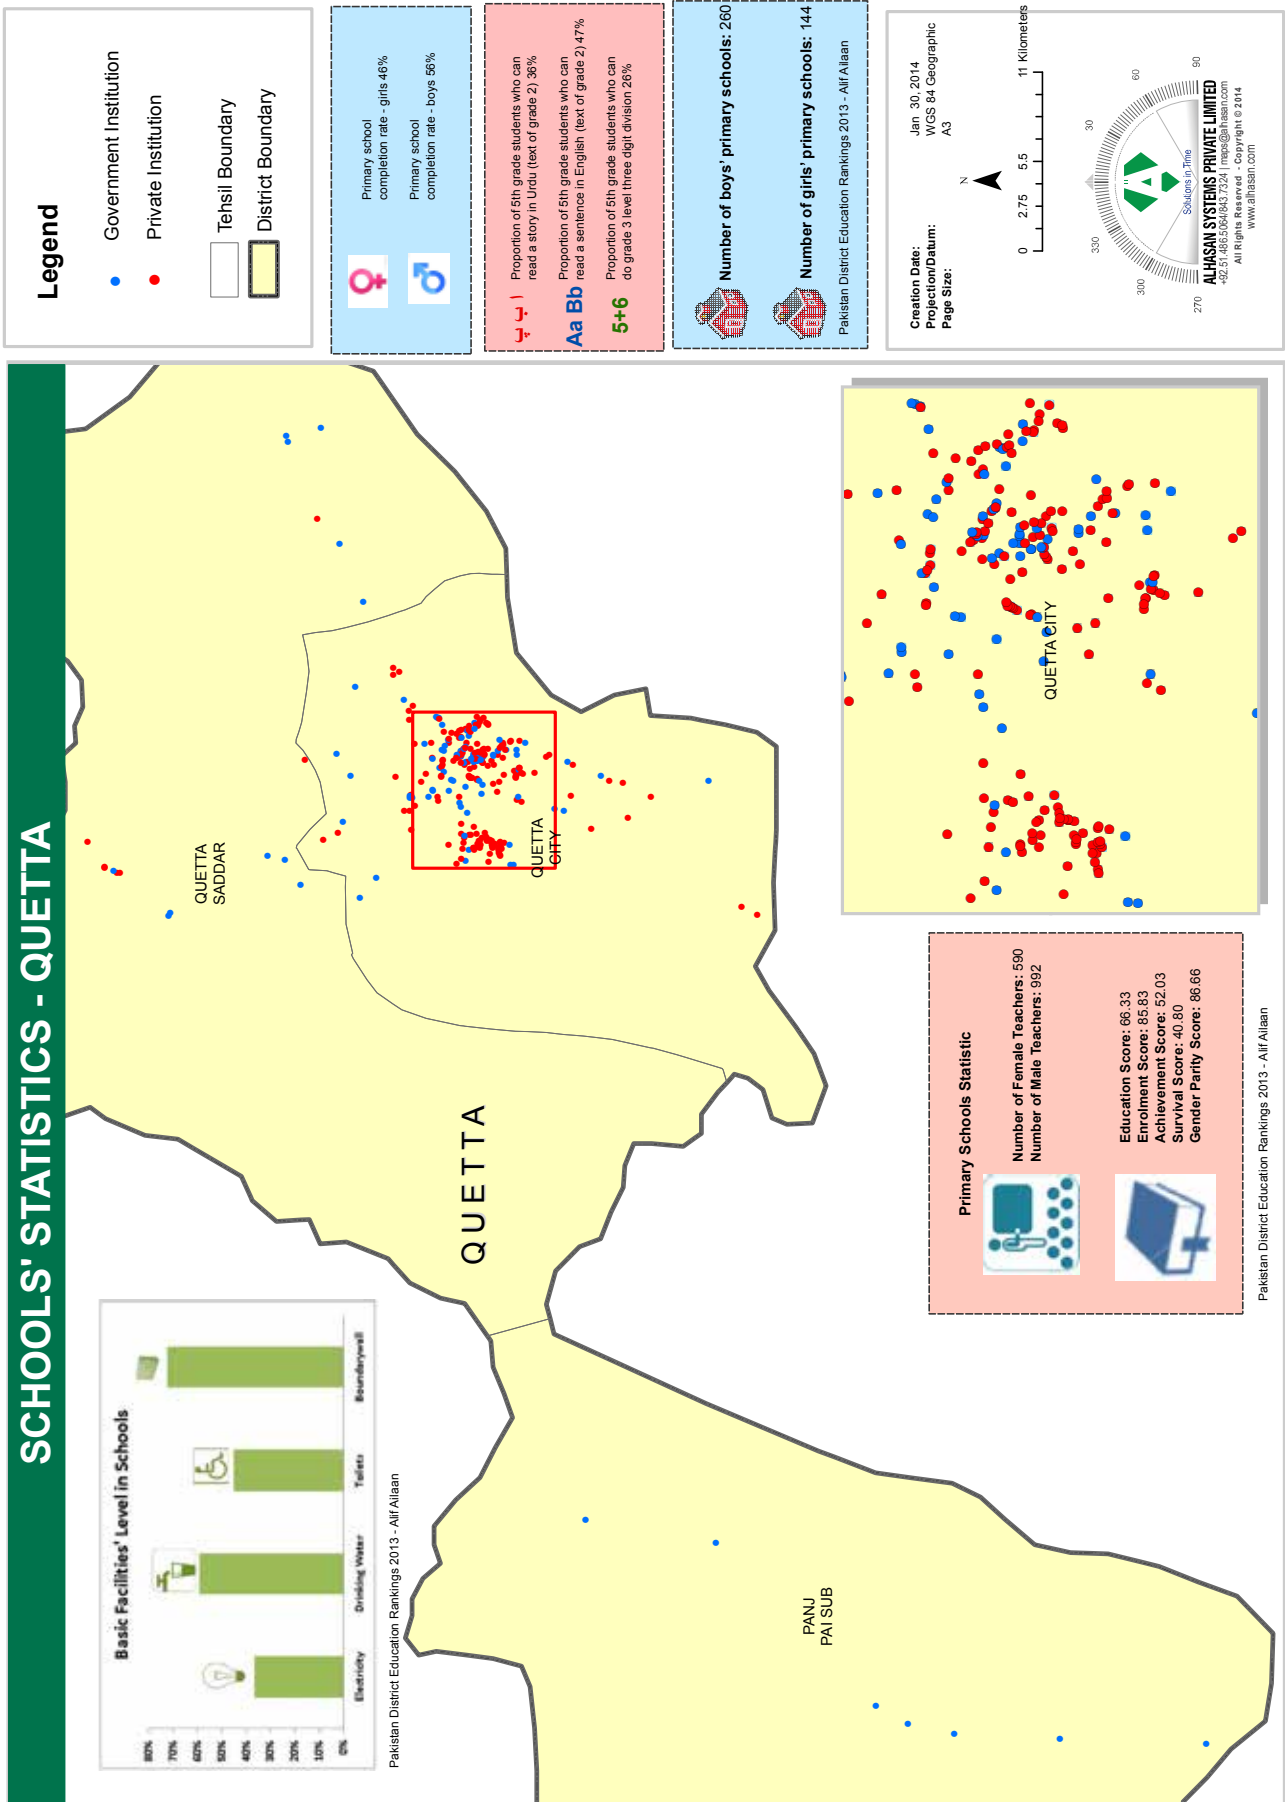 SCHOOLS' STATISTICS - QUETTA
Basic Facilities' Level in Schools
80%
70%
60%
50%
40%
30%
20%
10%
0%
Electricity
Drinking Water
Toilets
Boundarywall
Pakistan District Education Rankings 2013 - Alif Ailaan
QUETTA
SADDAR
QUETTA
CITY
QUETTA
PANJ
PAI SUB
QUETTA CITY
Primary Schools Statistic
Number of Female Teachers: 590
Number of Male Teachers: 992
Education Score: 66.33
Enrolment Score: 85.83
Achievement Score: 52.03
Survival Score: 40.80
Gender Parity Score: 86.66
Pakistan District Education Rankings 2013 - Alif Ailaan
Legend
Government Institution
Private Institution
Tehsil Boundary
District Boundary
Primary school
completion rate - girls 46%
Primary school
completion rate - boys 56%
Proportion of 5th grade students who can
read a story in Urdu (text of grade 2) 36%
Aa Bb
Proportion of 5th grade students who can
read a sentence in English (text of grade 2) 47%
5+6
Proportion of 5th grade students who can
do grade 3 level three digit division 26%
Number of boys' primary schools: 260
Number of girls' primary schools: 144
Pakistan District Education Rankings 2013 - Alif Ailaan
Creation Date: Jan 30, 2014
Projection/Datum: WGS 84 Geographic
Page Size: A3
N
0 2.75 5.5 11 Kilometers
270
300
330
30
60
90
Solutions in Time
ALHASAN SYSTEMS PRIVATE LIMITED
+92.51.486.5064/843.7324 | maps@alhasan.com
All Rights Reserved - Copyright © 2014
www.alhasan.com